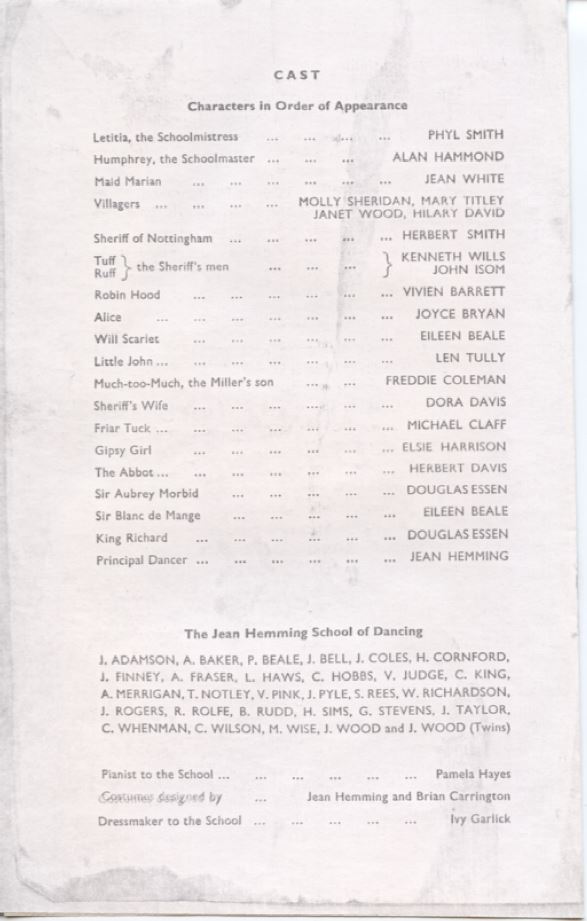 CAST
Characters in Order of Appearance
Letitia, the Schoolmistress ... ... ... ... PHYL SMITH
Humphrey, the Schoolmaster ... ... ... ALAN HAMMOND
Maid Marian ... ... ... ... ... ... JEAN WHITE
Villagers ... ... ... ... MOLLY SHERIDAN, MARY TITLEY
JANET WOOD, HILARY DAVID
Sheriff of Nottingham ... ... ... ... ... HERBERT SMITH
Tuff } the Sheriff's men ... ... ... } KENNETH WILLS
Ruff JOHN ISOM
Robin Hood ... ... ... ... ... ... VIVIEN BARRETT
Alice ... ... ... ... ... ... JOYCE BRYAN
Will Scarlet ... ... ... ... ... ... EILEEN BEALE
Little John ... ... ... ... ... ... ... LEN TULLY
Much-too-Much, the Miller's son ... ... FREDDIE COLEMAN
Sheriff's Wife ... ... ... ... ... ... DORA DAVIS
Friar Tuck ... ... ... ... ... ... ... MICHAEL CLAFF
Gipsy Girl ... ... ... ... ... ... ELSIE HARRISON
The Abbot ... ... ... ... ... ... ... HERBERT DAVIS
Sir Aubrey Morbid ... ... ... ... ... DOUGLAS ESSEN
Sir Blanc de Mange ... ... ... ... ... EILEEN BEALE
King Richard ... ... ... ... ... ... DOUGLAS ESSEN
Principal Dancer ... ... ... ... ... ... JEAN HEMMING
The Jean Hemming School of Dancing
J. ADAMSON, A. BAKER, P. BEALE, J. BELL, J. COLES, H. CORNFORD,
J. FINNEY, A. FRASER, L. HAWS, C. HOBBS, V. JUDGE, C. KING,
A. MERRIGAN, T. NOTLEY, V. PINK, J. PYLE, S. REES, W. RICHARDSON,
J. ROGERS, R. ROLFE, B. RUDD, H. SIMS, G. STEVENS, J. TAYLOR,
C. WHENMAN, C. WILSON, M. WISE, J. WOOD and J. WOOD (Twins)
Pianist to the School ... ... ... ... ... ... Pamela Hayes
Costumes designed by ... Jean Hemming and Brian Carrington
Dressmaker to the School ... ... ... ... ... Ivy Garlick